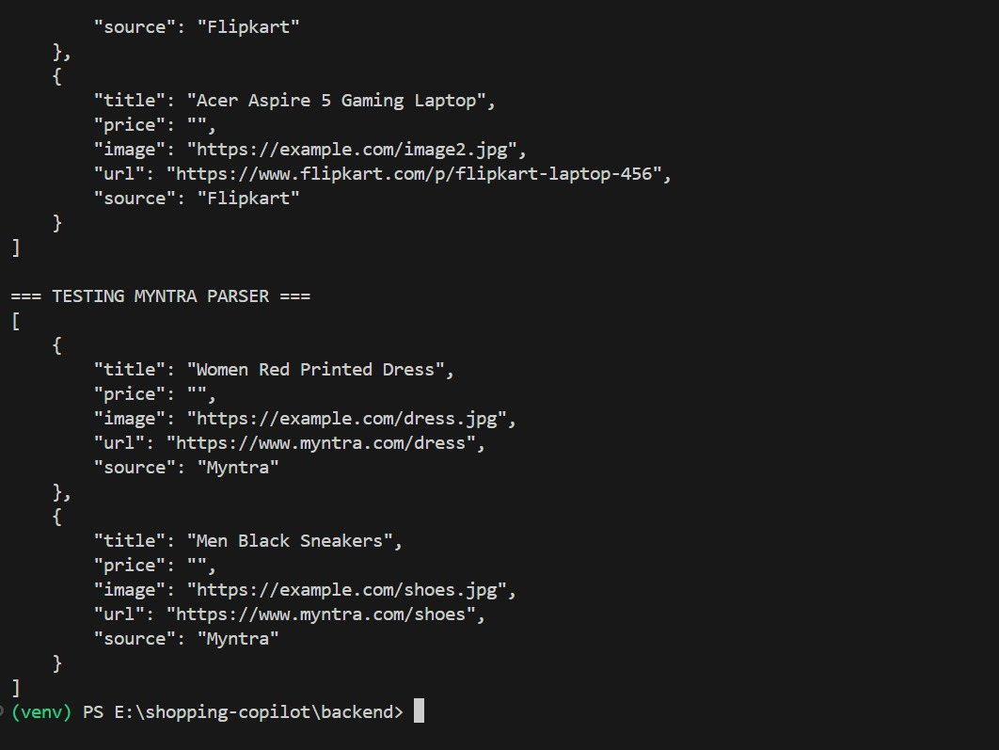 "source": "Flipkart"
    },
    {
        "title": "Acer Aspire 5 Gaming Laptop",
        "price": "",
        "image": "https://example.com/image2.jpg",
        "url": "https://www.flipkart.com/p/flipkart-laptop-456",
        "source": "Flipkart"
    }
]
=== TESTING MYNTRA PARSER ===
[
    {
        "title": "Women Red Printed Dress",
        "price": "",
        "image": "https://example.com/dress.jpg",
        "url": "https://www.myntra.com/dress",
        "source": "Myntra"
    },
    {
        "title": "Men Black Sneakers",
        "price": "",
        "image": "https://example.com/shoes.jpg",
        "url": "https://www.myntra.com/shoes",
        "source": "Myntra"
    }
]
(venv) PS E:\shopping-copilot\backend>